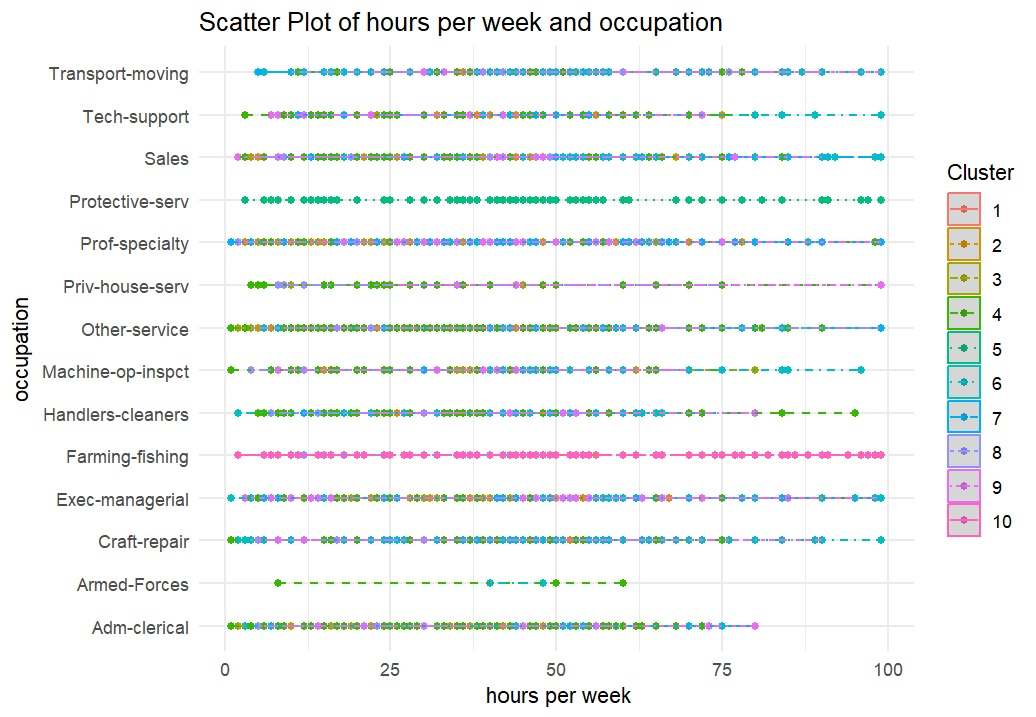 Scatter Plot of hours per week and occupation
Transport-moving
Tech-support
Sales
Protective-serv
Prof-specialty
Priv-house-serv
Other-service
Machine-op-inspct
Handlers-cleaners
Farming-fishing
Exec-managerial
Craft-repair
Armed-Forces
Adm-clerical
occupation
0 25 50 75 100
hours per week
Cluster
1
2
3
4
5
6
7
8
9
10